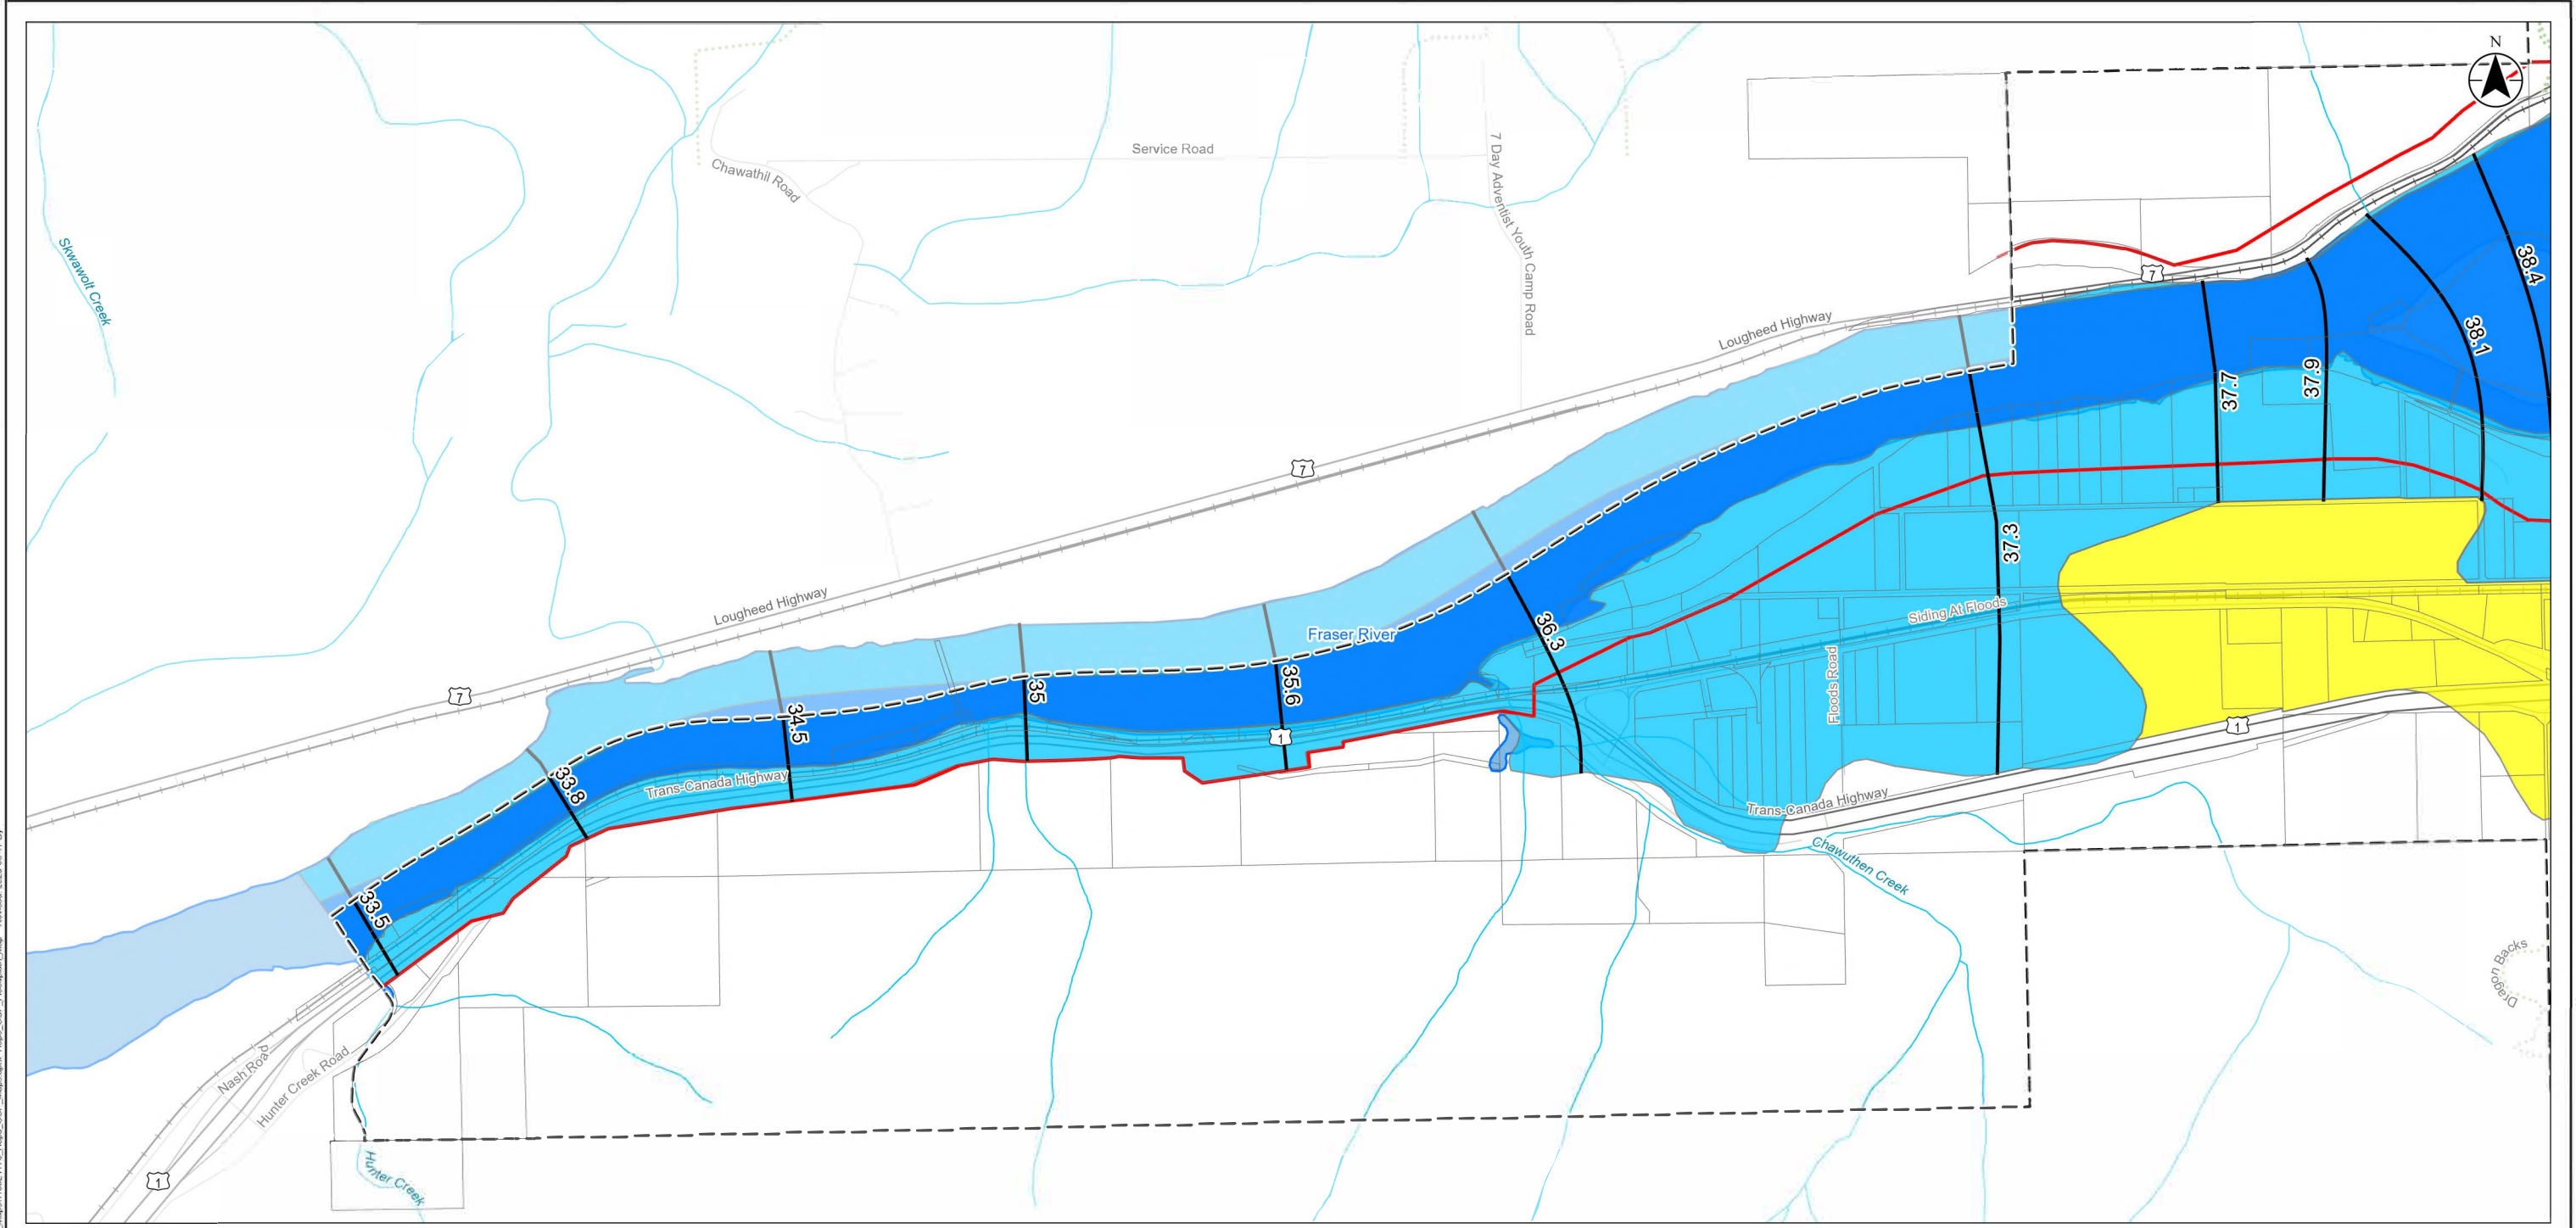 N
Service Road
Chawathil Road
7 Day Adventist Youth Camp Road
Skwawolt Creek
38.4
7
Lougheed Highway
38.1
37.9
37.7
7
37.3
Lougheed Highway
Siding At Floods
Fraser River
36.3
Floods Road
35.6
35
34.5
7
1
1
Trans-Canada Highway
33.8
Trans-Canada Highway
Chawuthen Creek
33.5
Dragon Backs
Nash Road
Hunter Creek Road
1
Hunter Creek